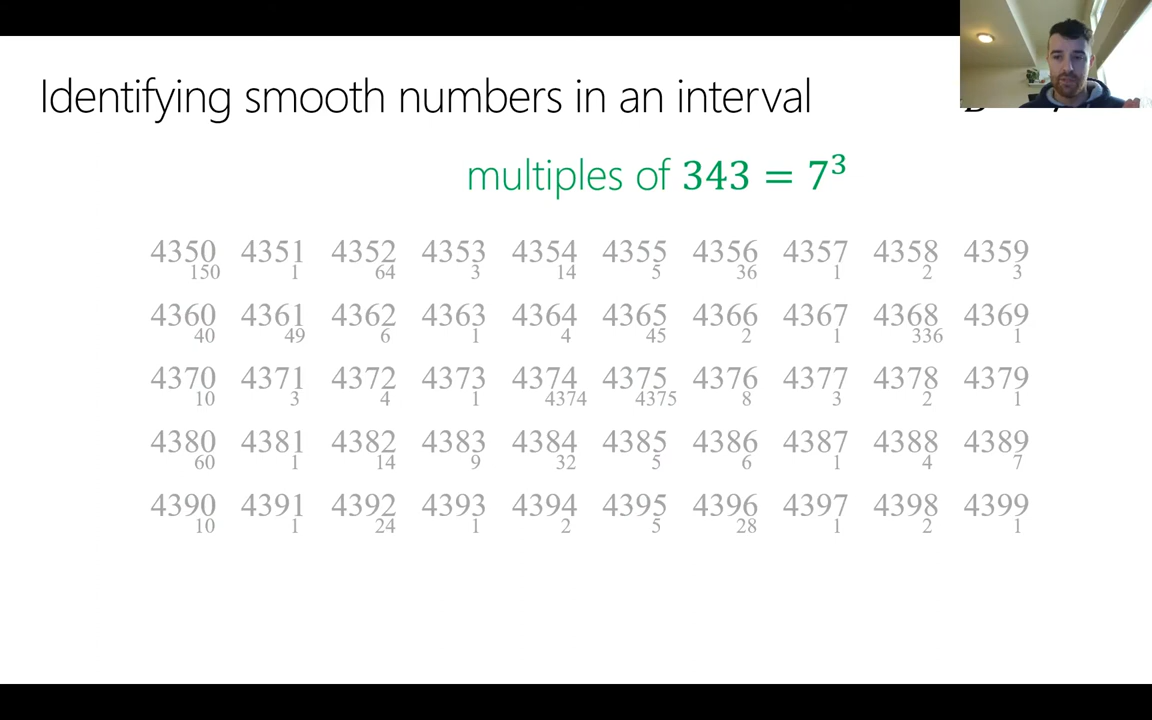 Identifying smooth numbers in an interval
multiples of 343 = 7³
4350 4351 4352 4353 4354 4355 4356 4357 4358 4359
150 1 64 3 14 5 36 1 2 3
4360 4361 4362 4363 4364 4365 4366 4367 4368 4369
40 49 6 1 4 45 2 1 336 1
4370 4371 4372 4373 4374 4375 4376 4377 4378 4379
10 3 4 1 4374 4375 8 3 2 1
4380 4381 4382 4383 4384 4385 4386 4387 4388 4389
60 1 14 9 32 5 6 1 4 7
4390 4391 4392 4393 4394 4395 4396 4397 4398 4399
10 1 24 1 2 5 28 1 2 1